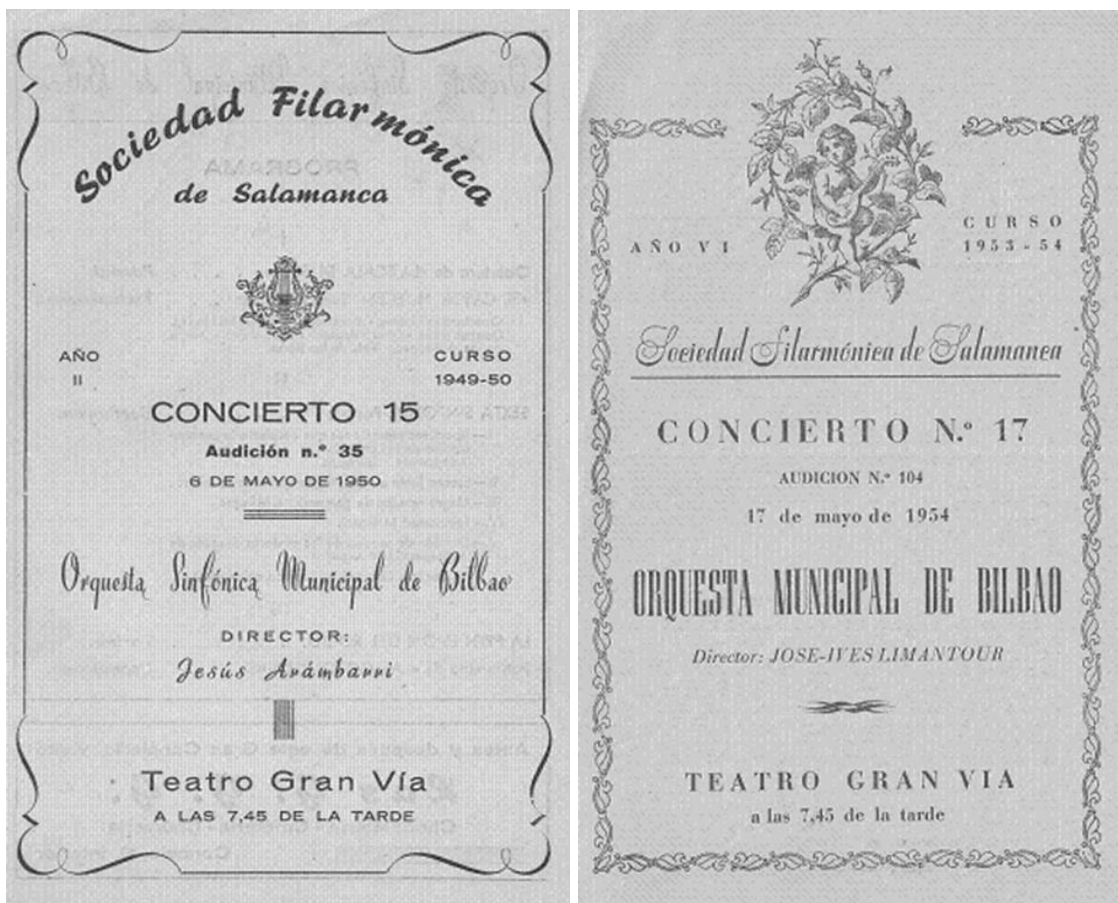 Sociedad Filarmónica
de Salamanca
AÑO
II
CURSO
1949-50
CONCIERTO 15
Audición n.º 35
6 DE MAYO DE 1950
Orquesta Sinfónica Municipal de Bilbao
DIRECTOR:
Jesús Arámbarri
Teatro Gran Vía
A LAS 7,45 DE LA TARDE
AÑO VI
CURSO
1953-54
Sociedad Filarmónica de Salamanca
CONCIERTO N.º 17
AUDICION N.º 104
17 de mayo de 1954
ORQUESTA MUNICIPAL DE BILBAO
Director: JOSE-IVES LIMANTOUR
TEATRO GRAN VIA
a las 7,45 de la tarde